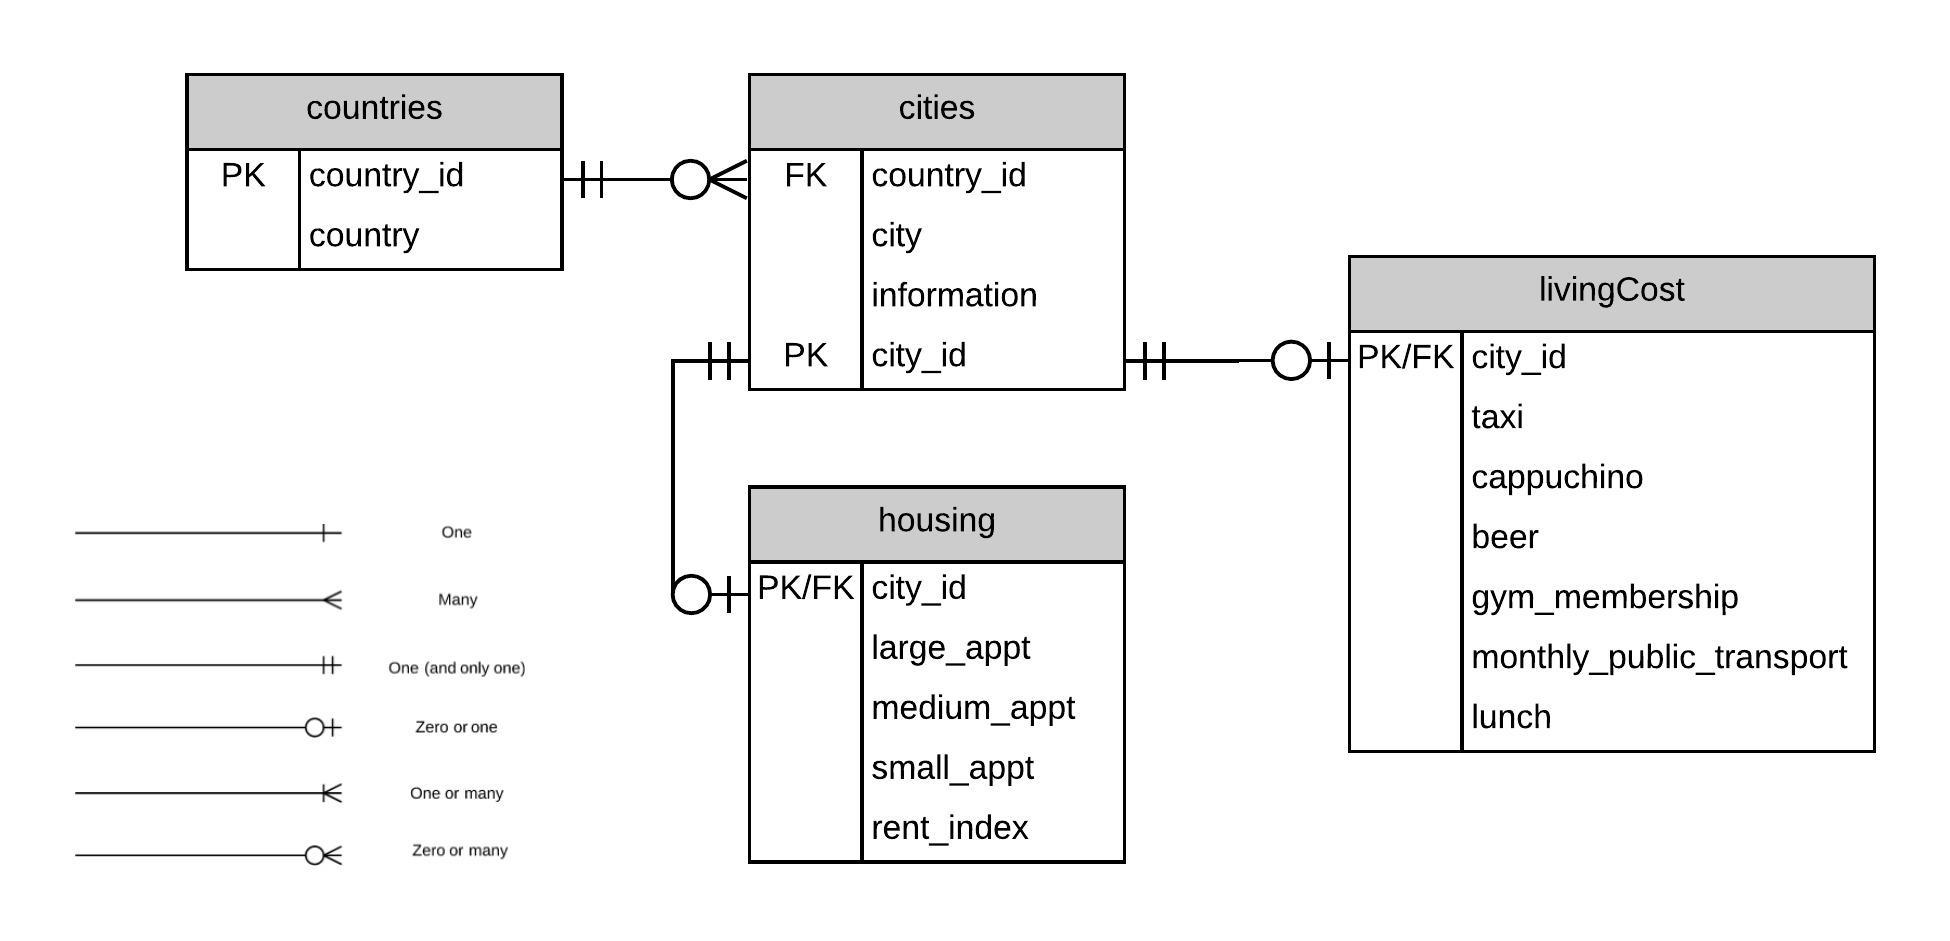 countries
PK country_id
country
cities
FK country_id
city
information
PK city_id
livingCost
PK/FK city_id
taxi
cappuchino
beer
gym_membership
monthly_public_transport
lunch
housing
PK/FK city_id
large_appt
medium_appt
small_appt
rent_index
One
Many
One (and only one)
Zero or one
One or many
Zero or many